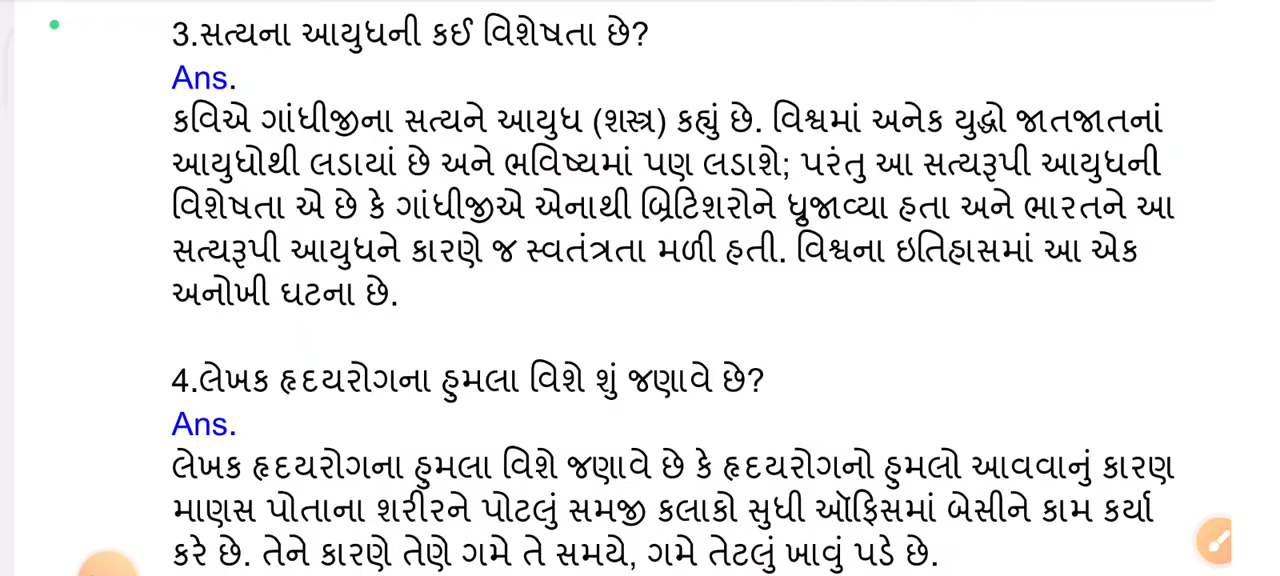 3.સત્યના આયુધની કઈ વિશેષતા છે?
Ans.
કવિએ ગાંધીજીના સત્યને આયુધ (શસ્ત્ર) કહ્યું છે. વિશ્વમાં અનેક યુદ્ધો જાતજાતનાં
આયુધોથી લડાયાં છે અને ભવિષ્યમાં પણ લડાશે; પરંતુ આ સત્યરૂપી આયુધની
વિશેષતા એ છે કે ગાંધીજીએ એનાથી બ્રિટિશરોને ધ્રુજાવ્યા હતા અને ભારતને આ
સત્યરૂપી આયુધને કારણે જ સ્વતંત્રતા મળી હતી. વિશ્વના ઇતિહાસમાં આ એક
અનોખી ઘટના છે.
4.લેખક હૃદયરોગના હુમલા વિશે શું જણાવે છે?
Ans.
લેખક હૃદયરોગના હુમલા વિશે જણાવે છે કે હૃદયરોગનો હુમલો આવવાનું કારણ
માણસ પોતાના શરીરને પોટલું સમજી કલાકો સુધી ઑફિસમાં બેસીને કામ કર્યા
કરે છે. તેને કારણે તેણે ગમે તે સમયે, ગમે તેટલું ખાવું પડે છે.